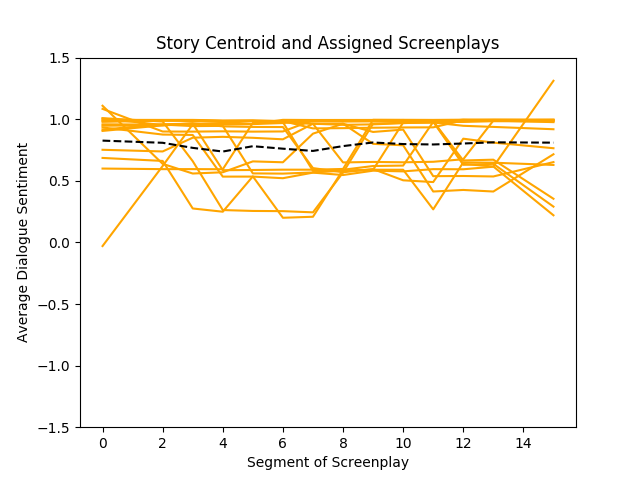 Story Centroid and Assigned Screenplays
1.5
1.0
0.5
0.0
−0.5
−1.0
−1.5
Average Dialogue Sentiment
0 2 4 6 8 10 12 14
Segment of Screenplay